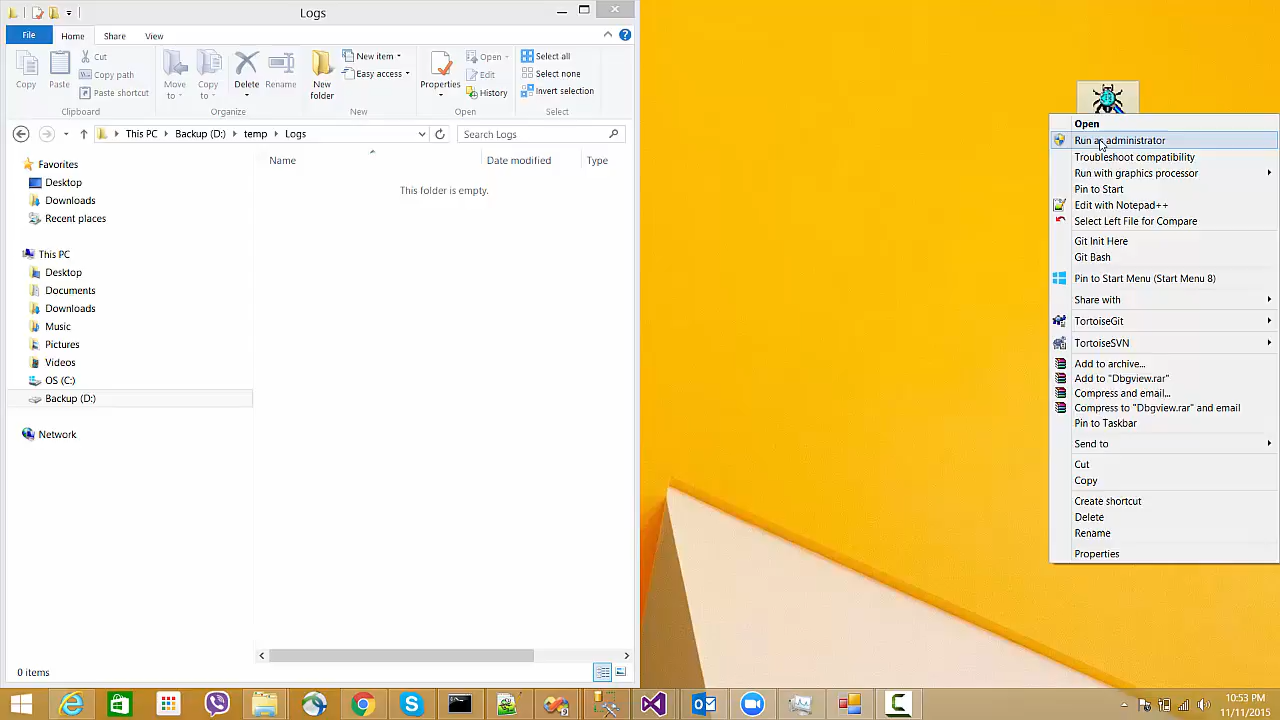 Logs
File
Home
Share
View
Copy
Paste
Cut
Copy path
Paste shortcut
Clipboard
Move to
Copy to
Delete
Rename
Organize
New folder
New item
Easy access
New
Properties
Open
Edit
History
Open
Select all
Select none
Invert selection
Select
This PC
Backup (D:)
temp
Logs
Search Logs
Favorites
Desktop
Downloads
Recent places
This PC
Desktop
Documents
Downloads
Music
Pictures
Videos
OS (C:)
Backup (D:)
Network
Name
Date modified
Type
This folder is empty.
0 items
Open
Run as administrator
Troubleshoot compatibility
Run with graphics processor
Pin to Start
Edit with Notepad++
Select Left File for Compare
Git Init Here
Git Bash
Pin to Start Menu (Start Menu 8)
Share with
TortoiseGit
TortoiseSVN
Add to archive...
Add to "Dbgview.rar"
Compress and email...
Compress to "Dbgview.rar" and email
Pin to Taskbar
Send to
Cut
Copy
Create shortcut
Delete
Rename
Properties
10:53 PM
11/11/2015